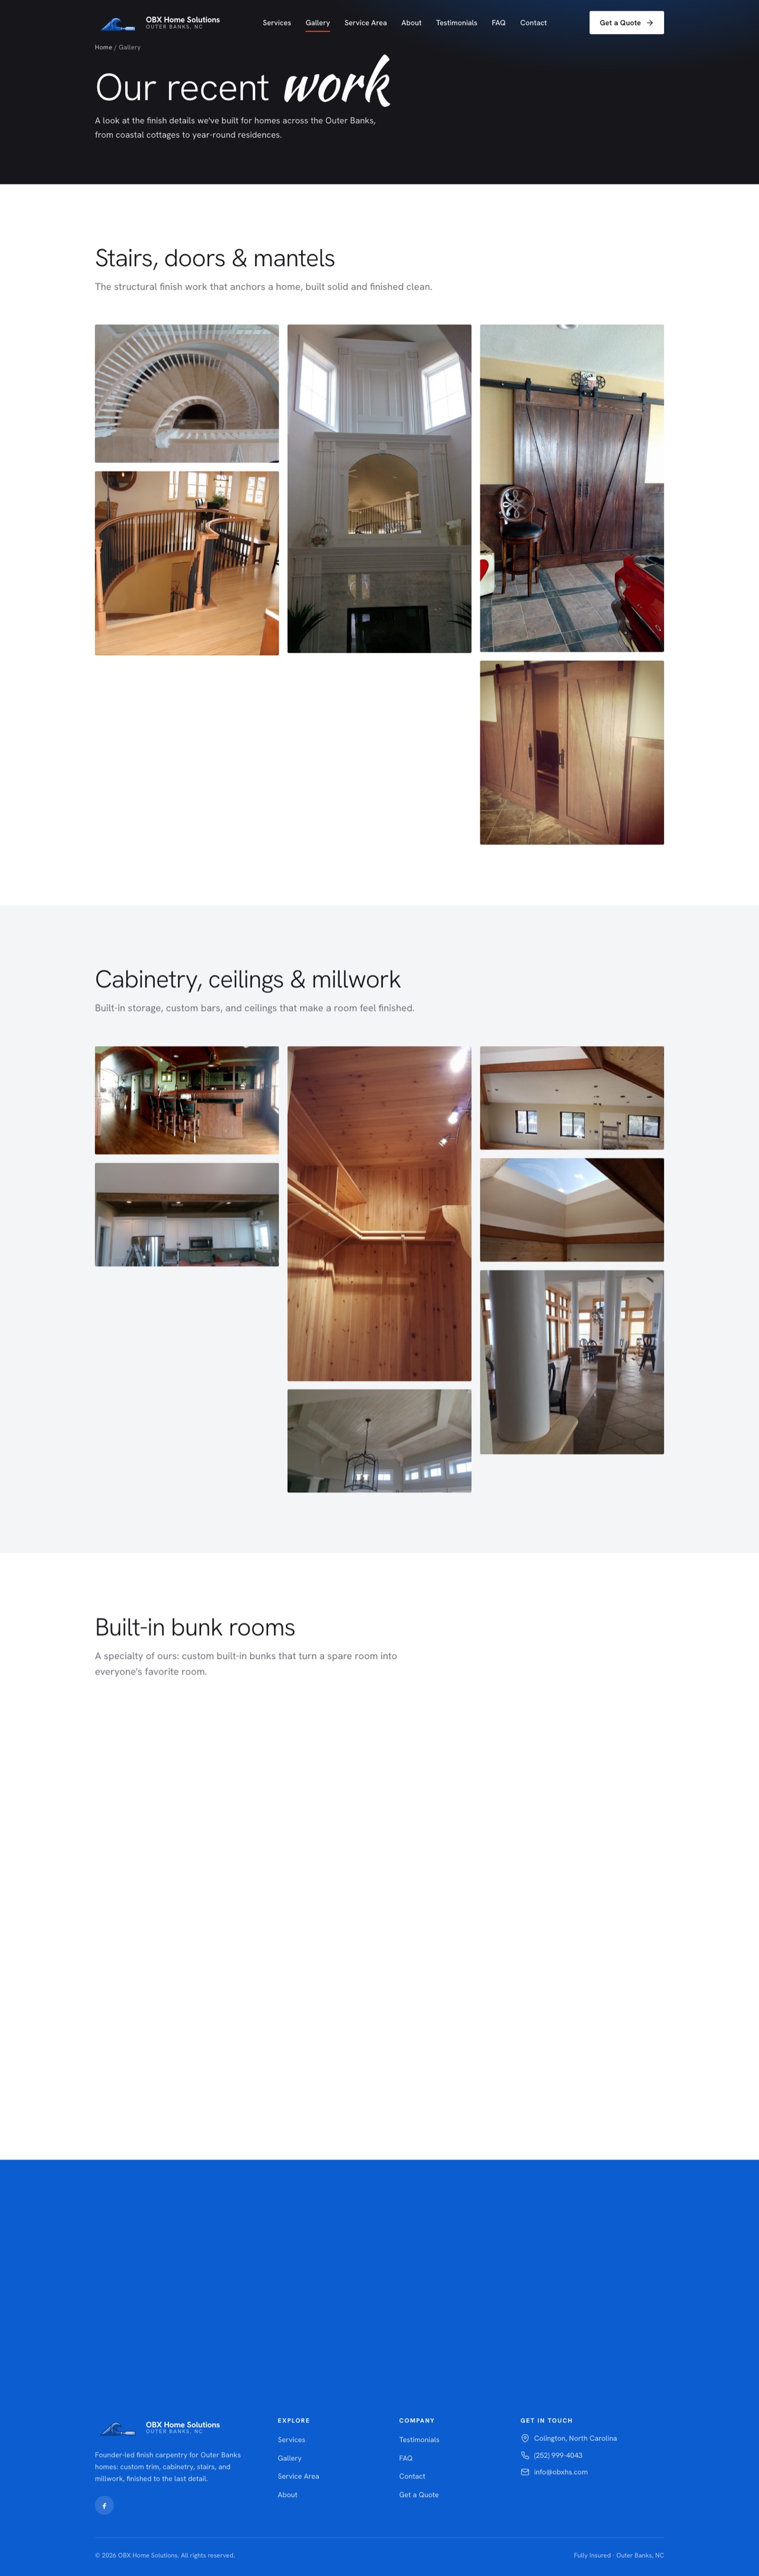 OBX Home Solutions
OUTER BANKS, NC
Services
Gallery
Service Area
About
Testimonials
FAQ
Contact
Get a Quote
Home / Gallery
Our recent work
A look at the finish details we've built for homes across the Outer Banks,
from coastal cottages to year-round residences.
Stairs, doors & mantels
The structural finish work that anchors a home, built solid and finished clean.
Cabinetry, ceilings & millwork
Built-in storage, custom bars, and ceilings that make a room feel finished.
Built-in bunk rooms
A specialty of ours: custom built-in bunks that turn a spare room into
everyone's favorite room.
OBX Home Solutions
OUTER BANKS, NC
Founder-led finish carpentry for Outer Banks
homes: custom trim, cabinetry, stairs, and
millwork, finished to the last detail.
EXPLORE
Services
Gallery
Service Area
About
COMPANY
Testimonials
FAQ
Contact
Get a Quote
GET IN TOUCH
Colington, North Carolina
(252) 999-4043
info@obxhs.com
© 2026 OBX Home Solutions. All rights reserved.
Fully Insured · Outer Banks, NC